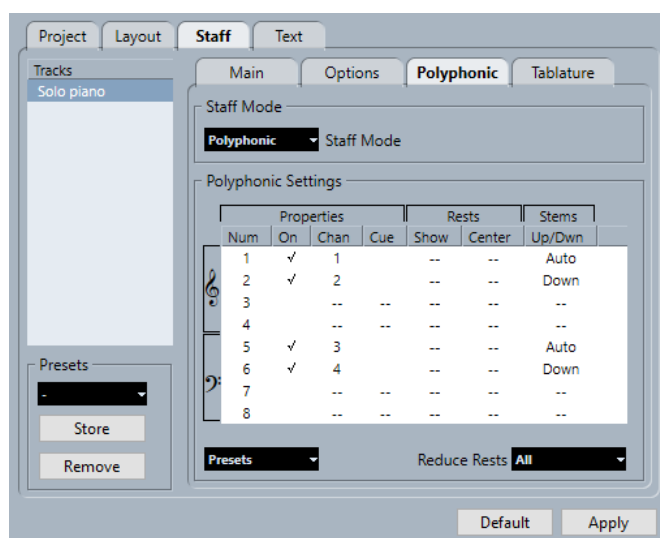 Project Layout Staff Text
Tracks
Solo piano
Main Options Polyphonic Tablature
Staff Mode
Polyphonic Staff Mode
Polyphonic Settings
Properties Rests Stems
Num On Chan Cue Show Center Up/Dwn
1 √ 1 -- -- Auto
2 √ 2 -- -- Down
3 -- -- -- -- --
4 -- -- -- -- --
5 √ 3 -- -- Auto
6 √ 4 -- -- Down
7 -- -- -- -- --
8 -- -- -- -- --
Presets
-
Store
Remove
Presets Reduce Rests All
Default Apply